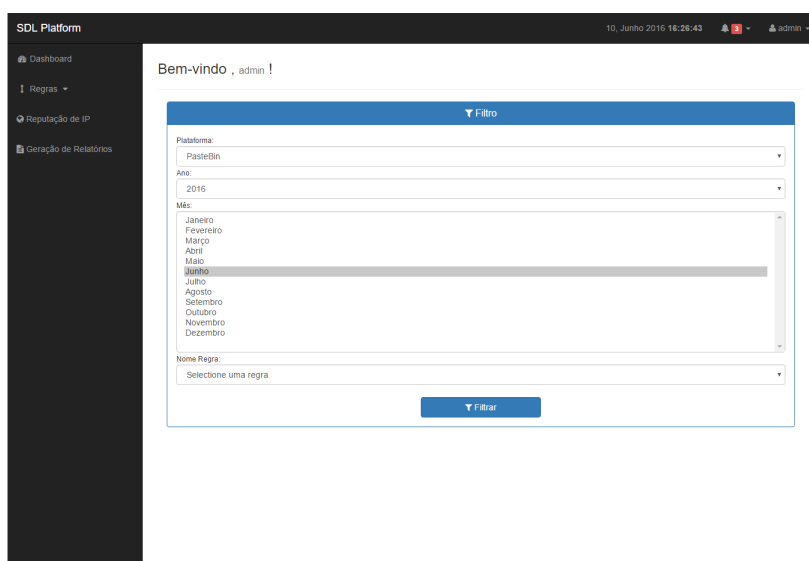 SDL Platform
10, Junho 2016 16:26:43
3
admin
Dashboard
Regras
Reputação de IP
Geração de Relatórios
Bem-vindo , admin !
Filtro
Plataforma:
PasteBin
Ano:
2016
Mês:
Janeiro
Fevereiro
Março
Abril
Maio
Junho
Julho
Agosto
Setembro
Outubro
Novembro
Dezembro
Nome Regra:
Selectione uma regra
Filtrar